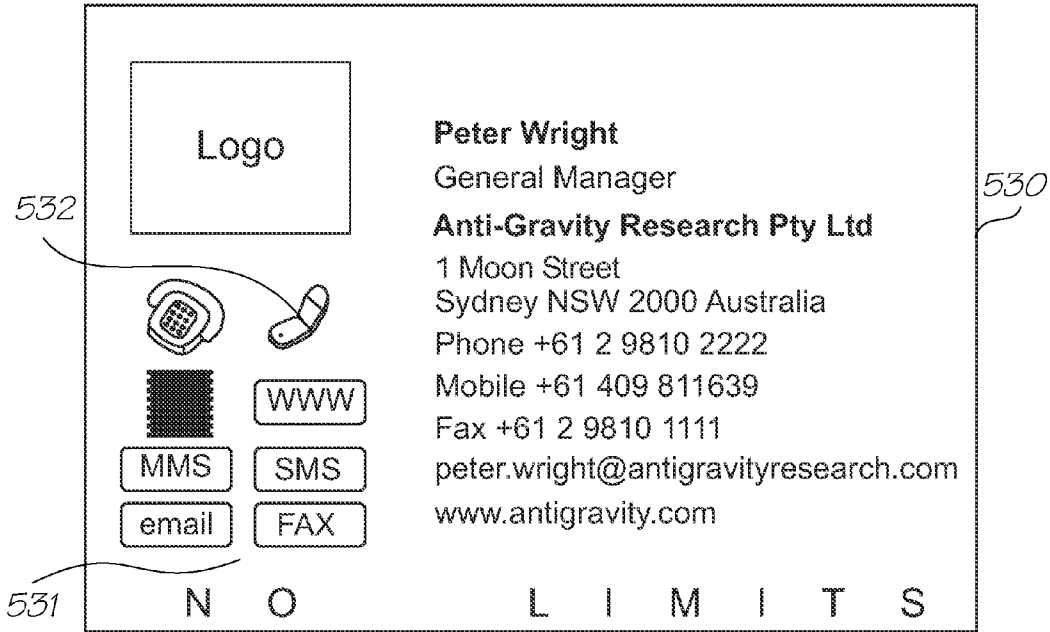 Logo
Peter Wright
General Manager
532
530
Anti-Gravity Research Pty Ltd
1 Moon Street
Sydney NSW 2000 Australia
Phone +61 2 9810 2222
Mobile +61 409 811639
WWW
Fax +61 2 9810 1111
MMS SMS
peter.wright@antigravityresearch.com
email FAX
www.antigravity.com
531
N O L I M I T S